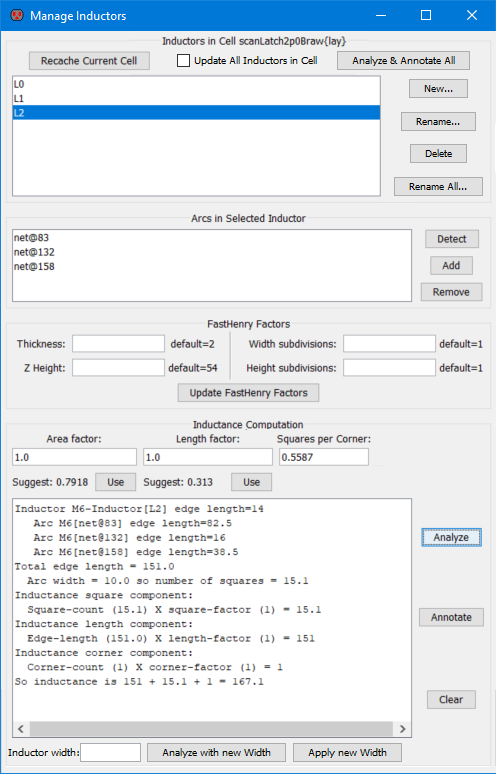 Manage Inductors
Inductors in Cell scanLatch2p0Braw{lay}
Recache Current Cell
Update All Inductors in Cell
Analyze & Annotate All
L0
L1
L2
New...
Rename...
Delete
Rename All...
Arcs in Selected Inductor
net@83
net@132
net@158
Detect
Add
Remove
FastHenry Factors
Thickness: default=2 Width subdivisions: default=1
Z Height: default=54 Height subdivisions: default=1
Update FastHenry Factors
Inductance Computation
Area factor: Length factor: Squares per Corner:
1.0 1.0 0.5587
Suggest: 0.7918 Use Suggest: 0.313 Use
Inductor M6-Inductor[L2] edge length=14
Arc M6[net@83] edge length=82.5
Arc M6[net@132] edge length=16
Arc M6[net@158] edge length=38.5
Total edge length = 151.0
Arc width = 10.0 so number of squares = 15.1
Inductance square component:
Square-count (15.1) X square-factor (1) = 15.1
Inductance length component:
Edge-length (151.0) X length-factor (1) = 151
Inductance corner component:
Corner-count (1) X corner-factor (1) = 1
So inductance is 151 + 15.1 + 1 = 167.1
Analyze
Annotate
Clear
Inductor width: Analyze with new Width Apply new Width